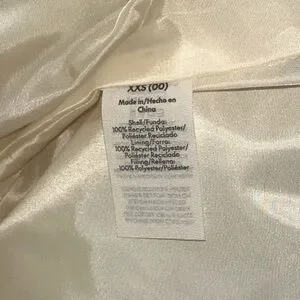 XXS (00)
Made in/Hecho en
China
Shell/Funda:
100% Recycled Polyester/
Poliéster Reciclado
Lining/Forro:
100% Recycled Polyester/
Poliéster Reciclado
Filling/Relleno:
100% Polyester/Poliéster